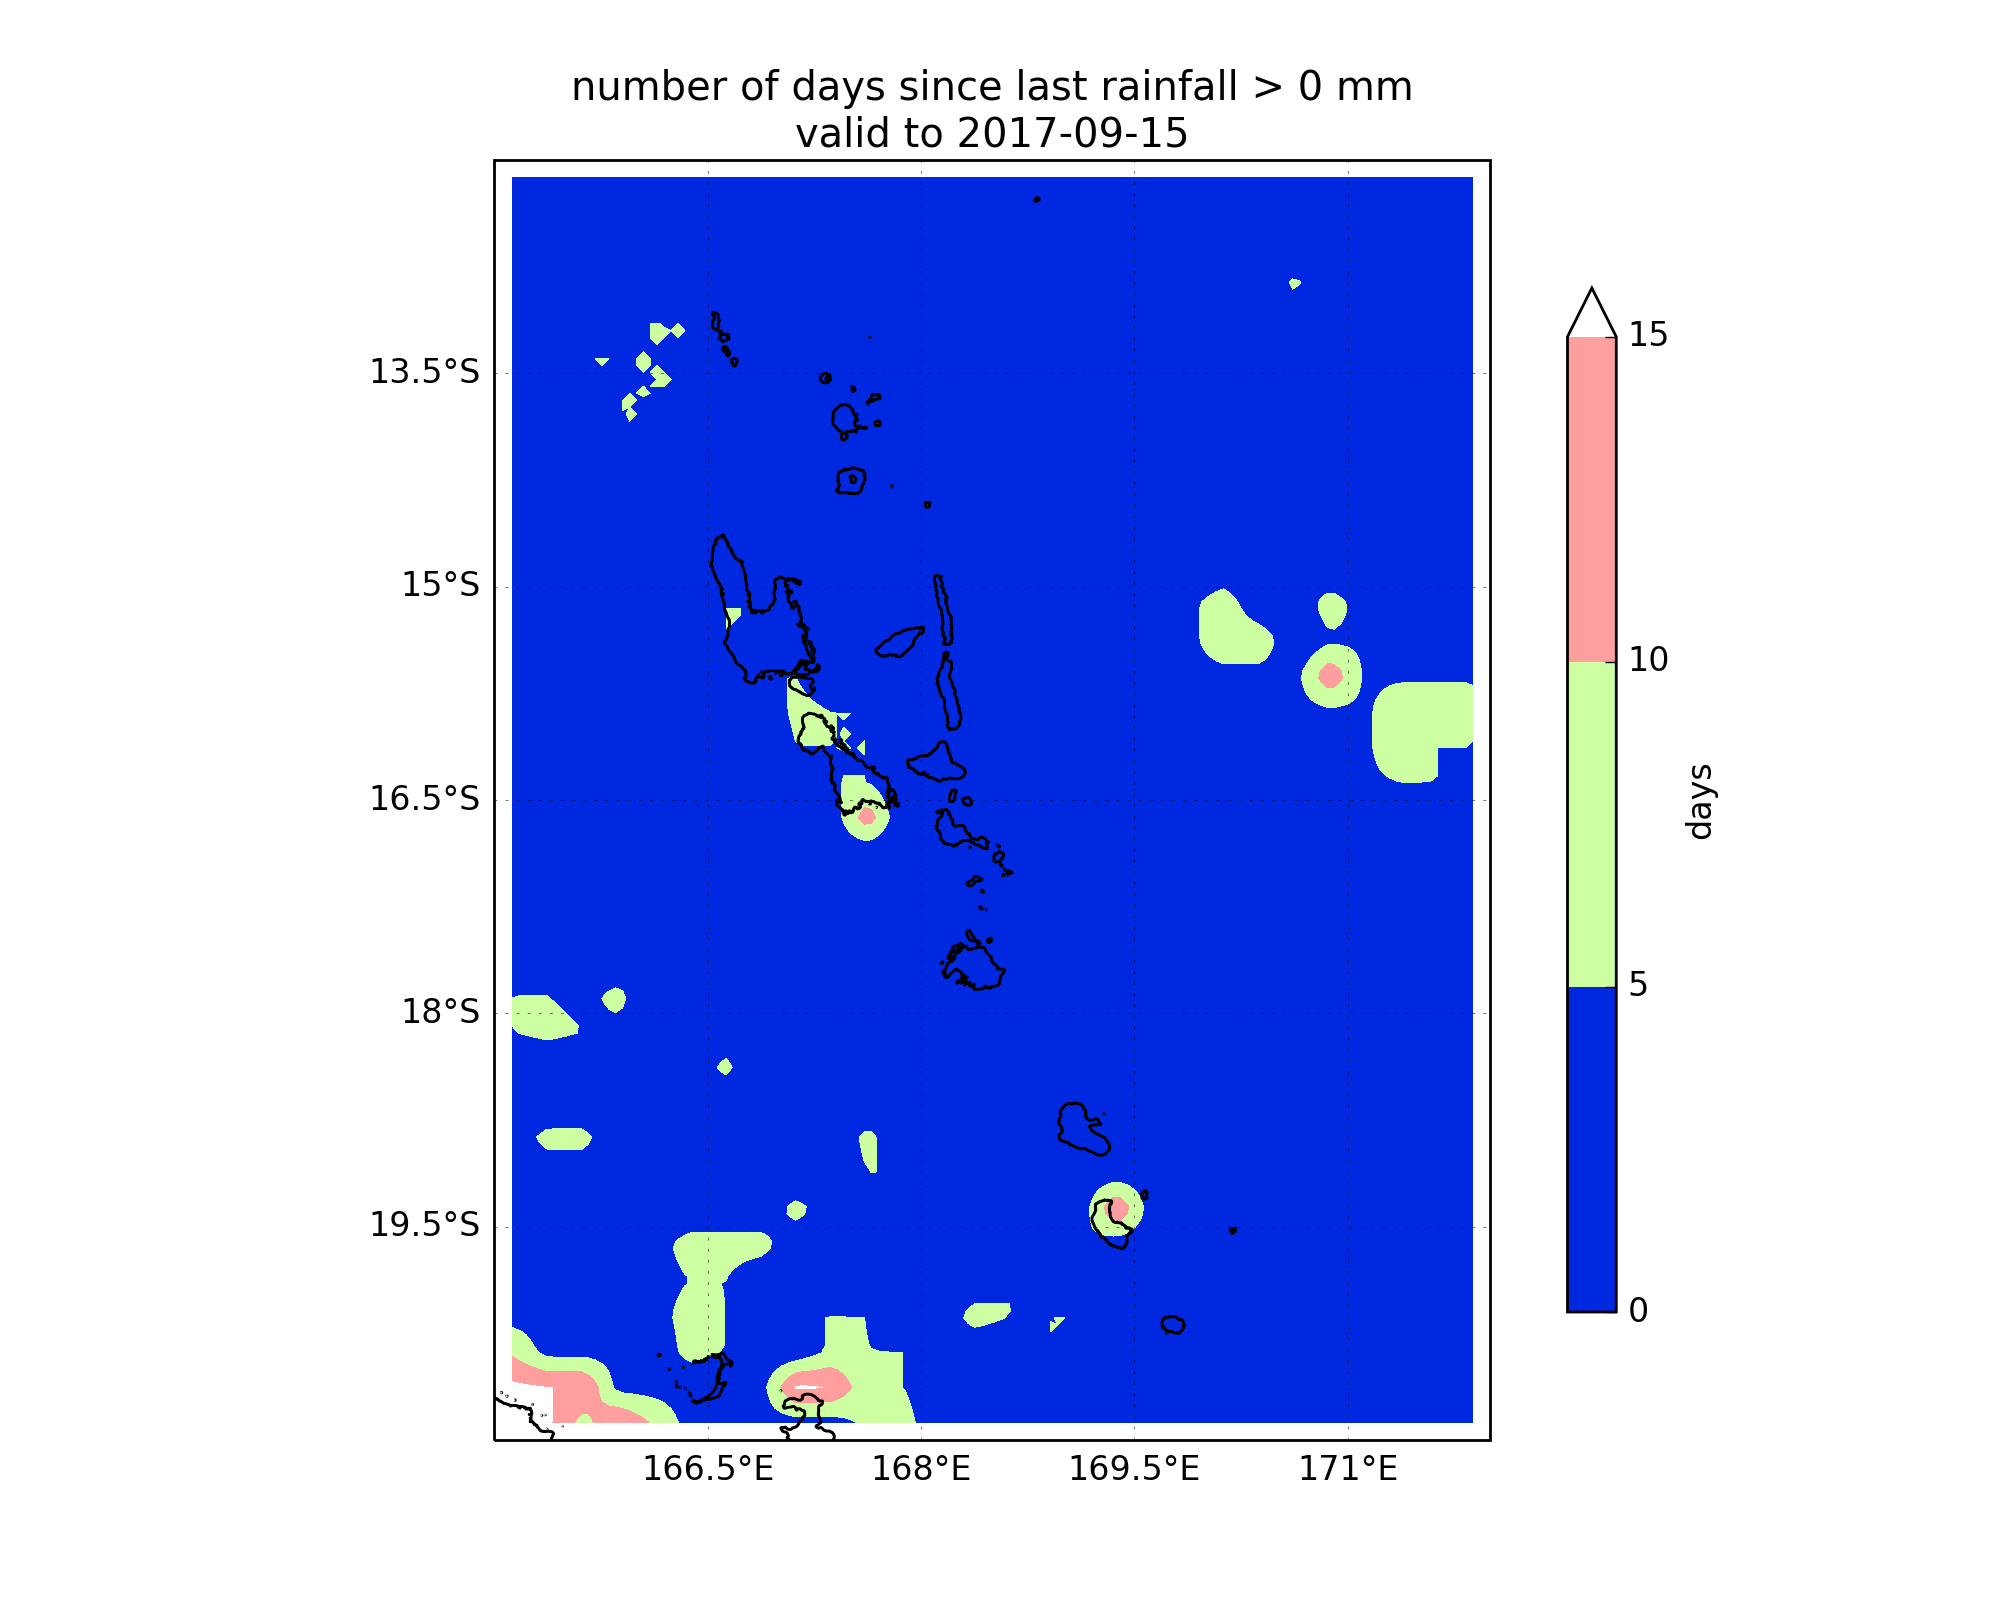 number of days since last rainfall > 0 mm
valid to 2017-09-15
13.5°S
15°S
16.5°S
18°S
19.5°S
166.5°E
168°E
169.5°E
171°E
15
10
5
0
days